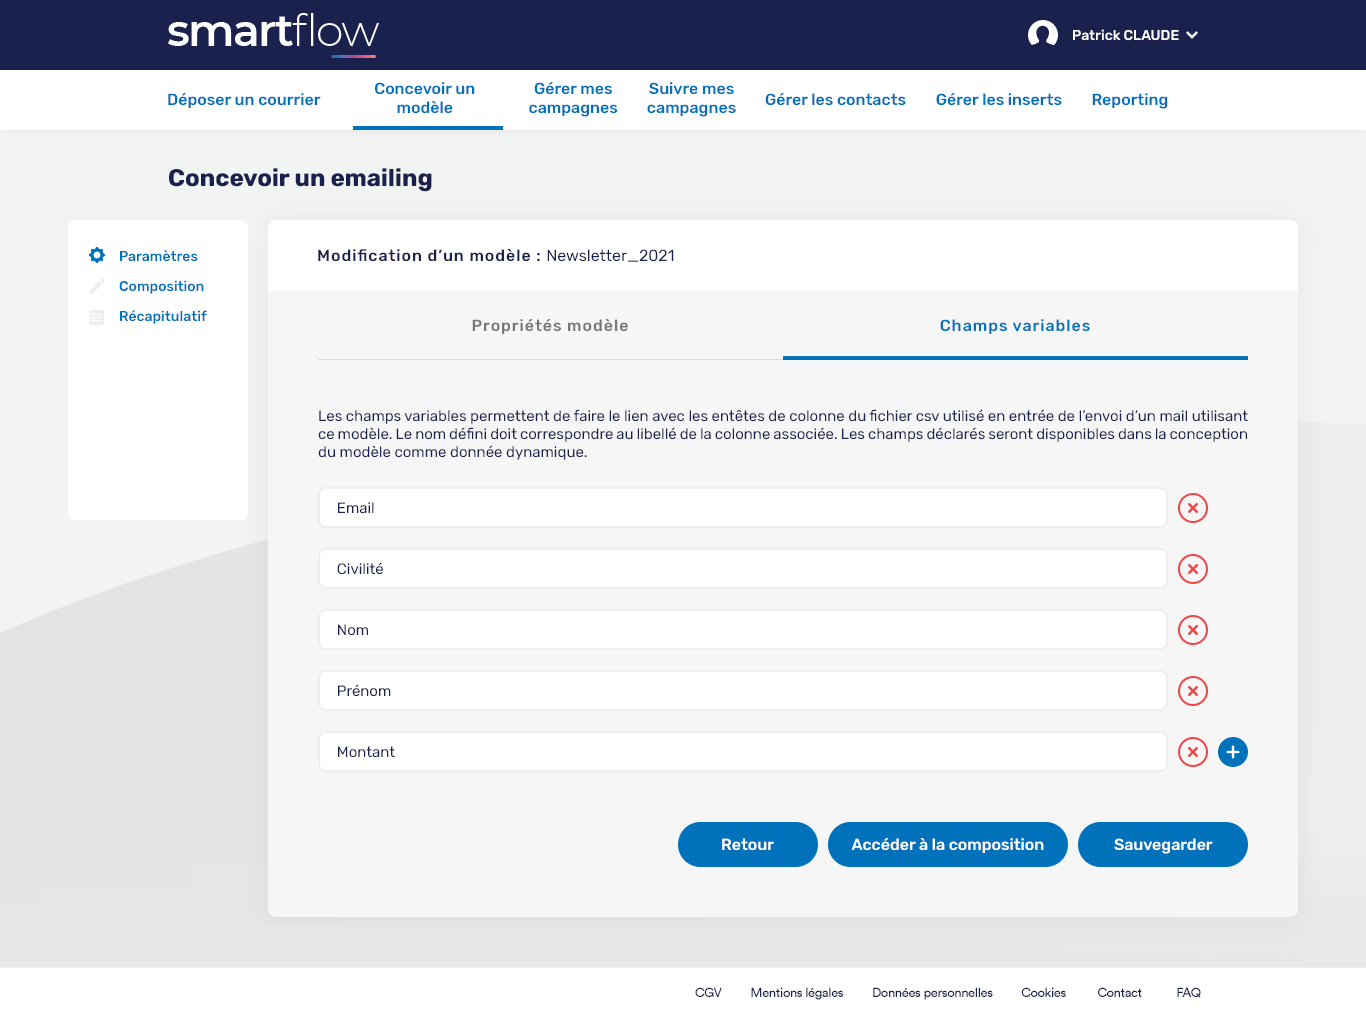 smartflow
Patrick CLAUDE
Déposer un courrier
Concevoir un
modèle
Gérer mes
campagnes
Suivre mes
campagnes
Gérer les contacts
Gérer les inserts
Reporting
Concevoir un emailing
Paramètres
Composition
Récapitulatif
Modification d’un modèle : Newsletter_2021
Propriétés modèle
Champs variables
Les champs variables permettent de faire le lien avec les entêtes de colonne du fichier csv utilisé en entrée de l’envoi d’un mail utilisant
ce modèle. Le nom défini doit correspondre au libellé de la colonne associée. Les champs déclarés seront disponibles dans la conception
du modèle comme donnée dynamique.
Email
Civilité
Nom
Prénom
Montant
Retour
Accéder à la composition
Sauvegarder
CGV
Mentions légales
Données personnelles
Cookies
Contact
FAQ